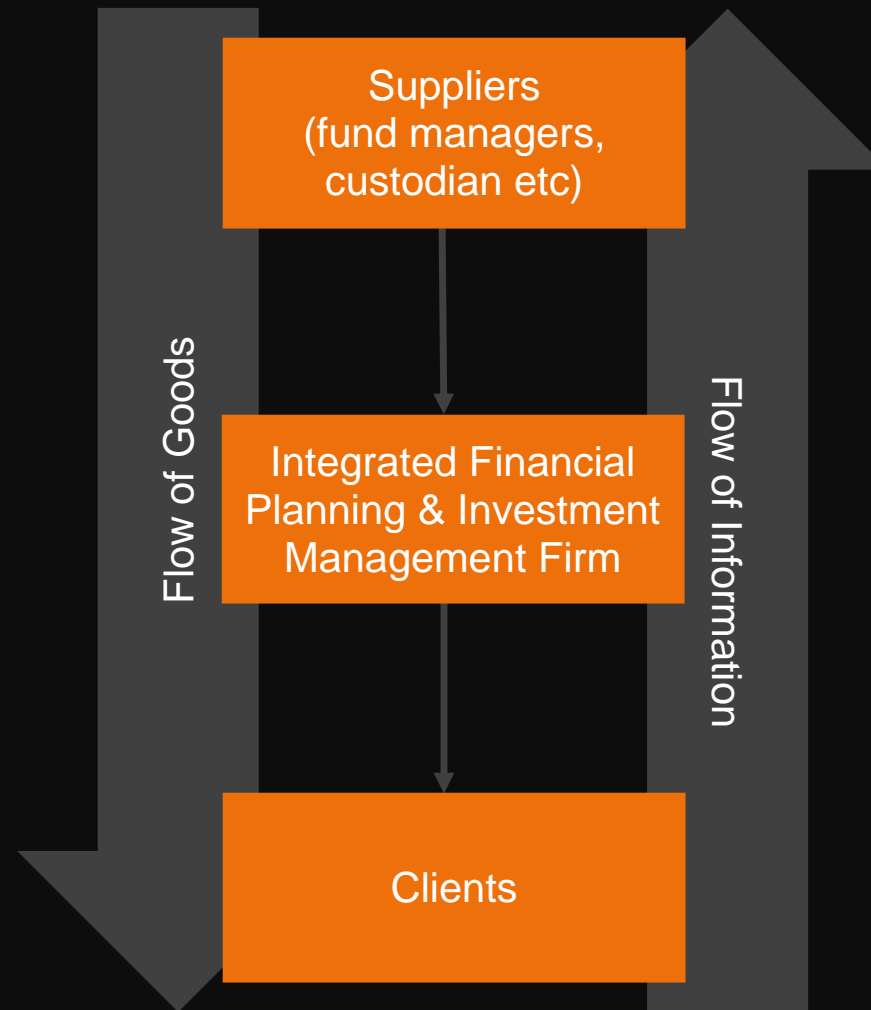 Suppliers
(fund managers,
custodian etc)
Flow of Goods
Flow of Information
Integrated Financial
Planning & Investment
Management Firm
Clients